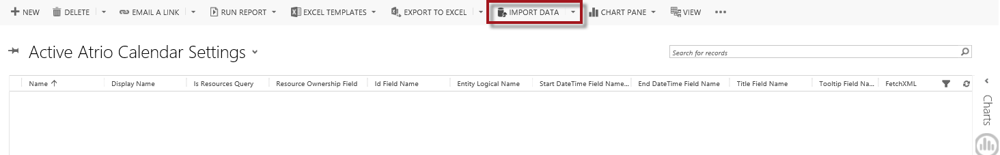 NEW DELETE EMAIL A LINK RUN REPORT EXCEL TEMPLATES EXPORT TO EXCEL IMPORT DATA CHART PANE VIEW •••
Active Atrio Calendar Settings
Search for records
Name Display Name Is Resources Query Resource Ownership Field Id Field Name Entity Logical Name Start DateTime Field Name... End DateTime Field Name Title Field Name Tooltip Field Na... FetchXML
Charts